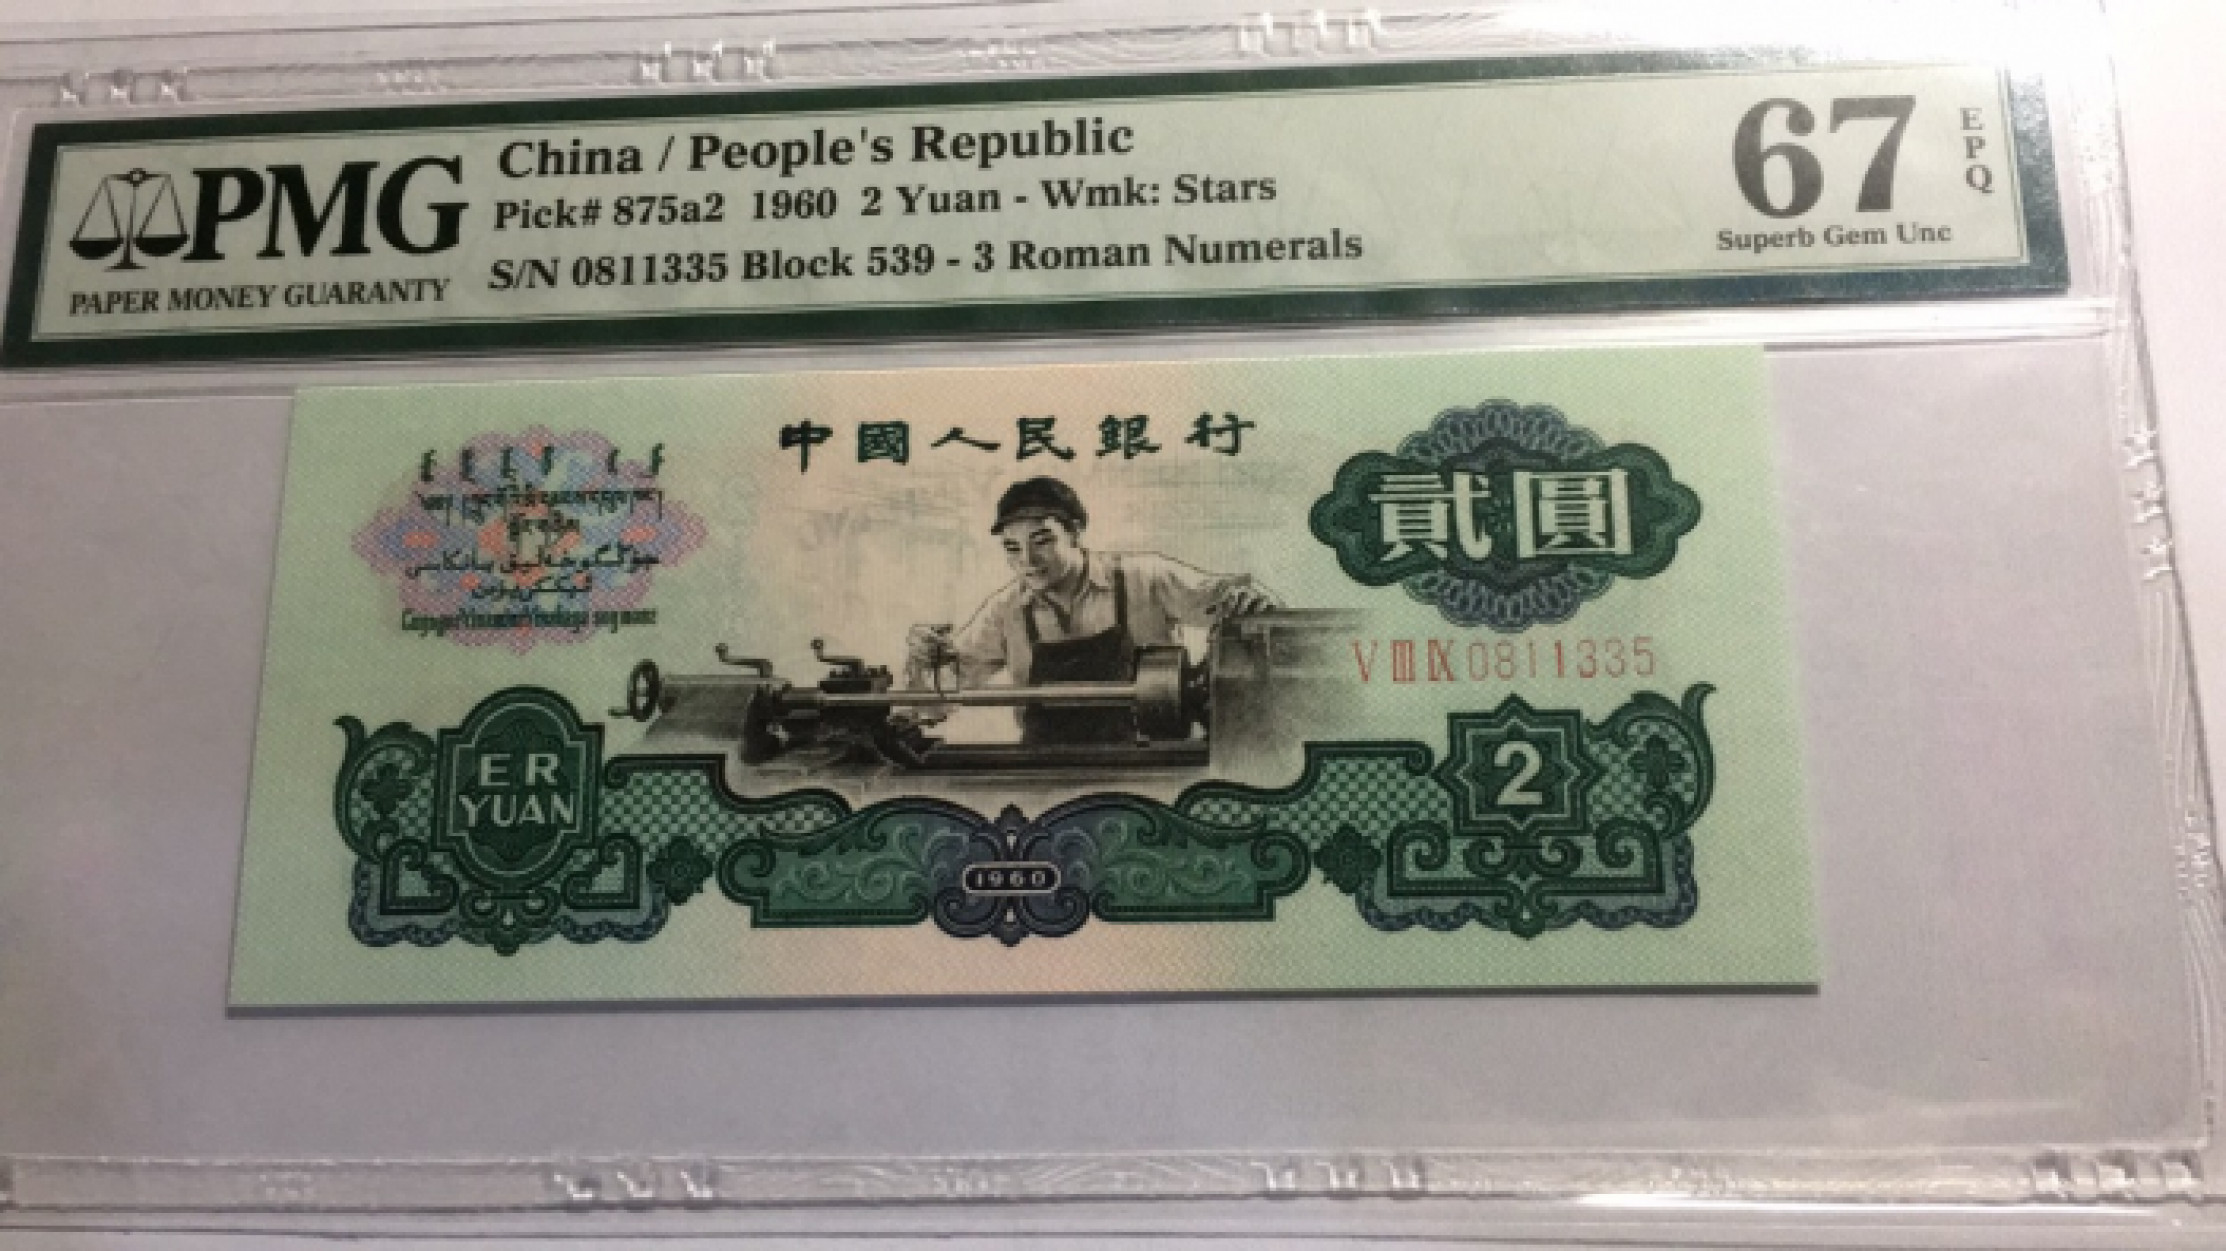 PMG
PAPER MONEY GUARANTY
China / People's Republic
Pick# 875a2 1960 2 Yuan - Wmk: Stars
S/N 0811335 Block 539 - 3 Roman Numerals
67
EPQ
Superb Gem Unc
中國人民銀行
貳圓
V III IX 0811335
ER
YUAN
2
1960